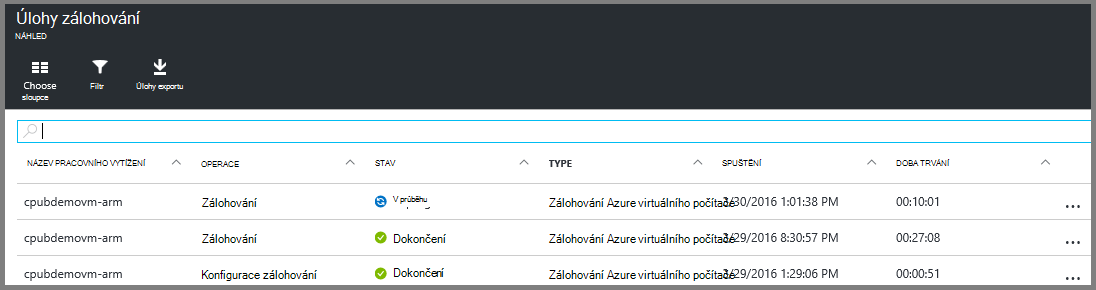 Úlohy zálohování
NÁHLED
Choose sloupce
Filtr
Úlohy exportu
NÁZEV PRACOVNÍHO VYTÍŽENÍ OPERACE STAV TYPE SPUŠTĚNÍ DOBA TRVÁNÍ
cpubdemovm-arm Zálohování V průběhu Zálohování Azure virtuálního počítače 3/30/2016 1:01:38 PM 00:10:01 ...
cpubdemovm-arm Zálohování Dokončení Zálohování Azure virtuálního počítače 3/29/2016 8:30:57 PM 00:27:08 ...
cpubdemovm-arm Konfigurace zálohování Dokončení Zálohování Azure virtuálního počítače 3/29/2016 1:29:06 PM 00:00:51 ...